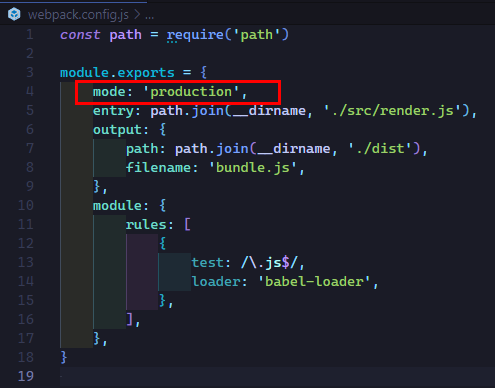 webpack.config.js > ...
1 const path = require('path')
2
3 module.exports = {
4 mode: 'production',
5 entry: path.join(__dirname, './src/render.js'),
6 output: {
7 path: path.join(__dirname, './dist'),
8 filename: 'bundle.js',
9 },
10 module: {
11 rules: [
12 {
13 test: /\.js$/,
14 loader: 'babel-loader',
15 },
16 ],
17 },
18 }
19